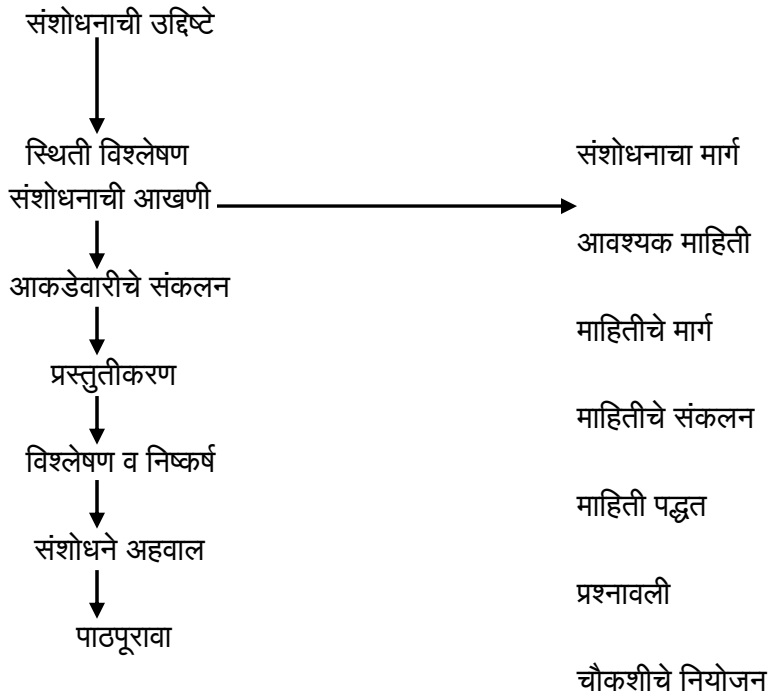 संशोधनाची उद्दिष्टे
स्थिती विश्लेषण
संशोधनाची आखणी
आकडेवारीचे संकलन
प्रस्तुतीकरण
विश्लेषण व निष्कर्ष
संशोधने अहवाल
पाठपूरावा
संशोधनाचा मार्ग
आवश्यक माहिती
माहितीचे मार्ग
माहितीचे संकलन
माहिती पद्धत
प्रश्नावली
चौकशीचे नियोजन